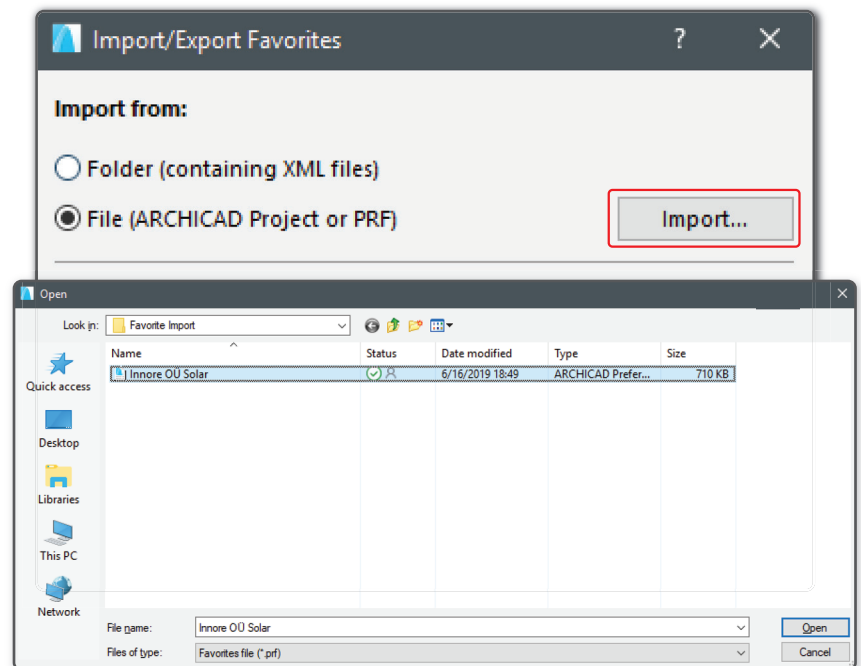 Import/Export Favorites ? ×
Import from:
Folder (containing XML files)
File (ARCHICAD Project or PRF)
Import...
Open
Look in: Favorite Import
Name Status Date modified Type Size
Innore OÜ Solar 6/16/2019 18:49 ARCHICAD Prefer... 710 KB
Quick access
Desktop
Libraries
This PC
Network
File name: Innore OÜ Solar Open
Files of type: Favorites file (*.prf) Cancel